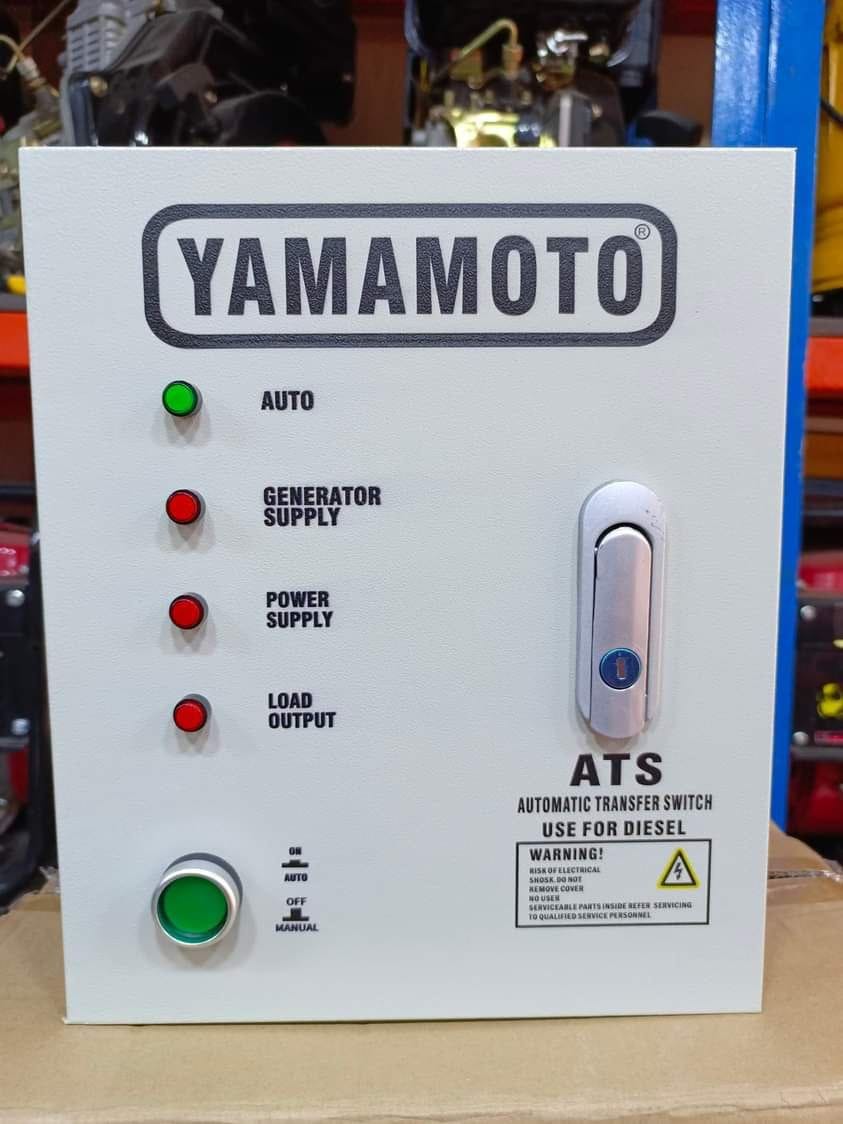 YAMAMOTO®
AUTO
GENERATOR
SUPPLY
POWER
SUPPLY
LOAD
OUTPUT
ON
AUTO
OFF
MANUAL
ATS
AUTOMATIC TRANSFER SWITCH
USE FOR DIESEL
WARNING!
RISK OF ELECTRICAL
SHOSK. DO NOT
REMOVE COVER
NO USER
SERVICEABLE PARTS INSIDE REFER SERVICING
TO QUALIFIED SERVICE PERSONNEL